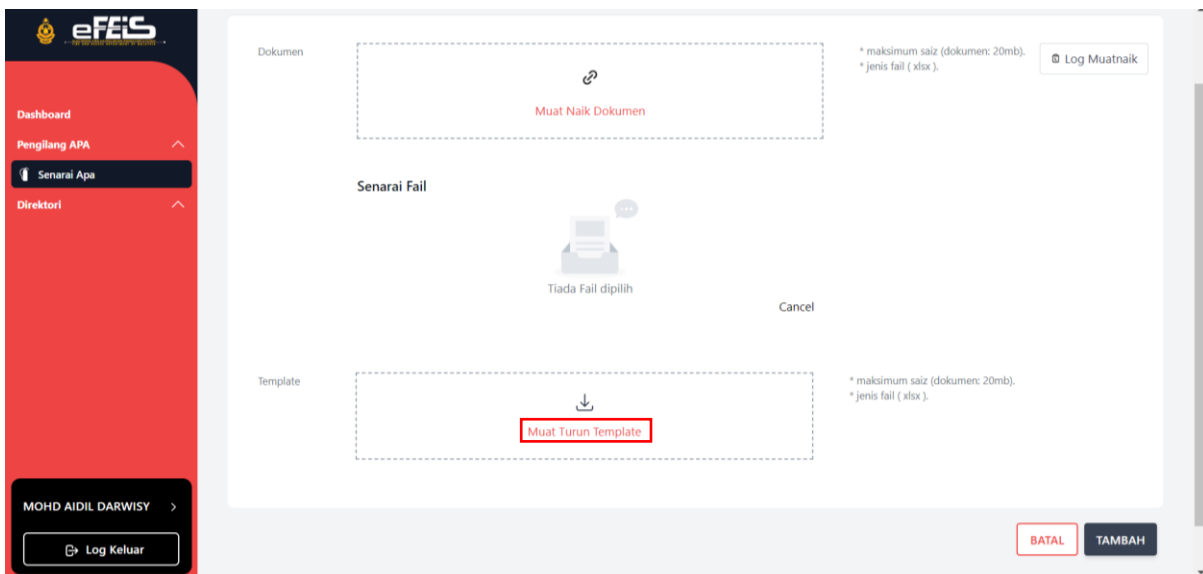 eFEiS
Dashboard
Pengilang APA
Senarai Apa
Direktori
MOHD AIDIL DARWISY
Log Keluar
Dokumen
Muat Naik Dokumen
* maksimum saiz (dokumen: 20mb).
* jenis fail ( xlsx ).
Log Muatnaik
Senarai Fail
Tiada Fail dipilih
Cancel
Template
Muat Turun Template
* maksimum saiz (dokumen: 20mb).
* jenis fail ( xlsx ).
BATAL
TAMBAH